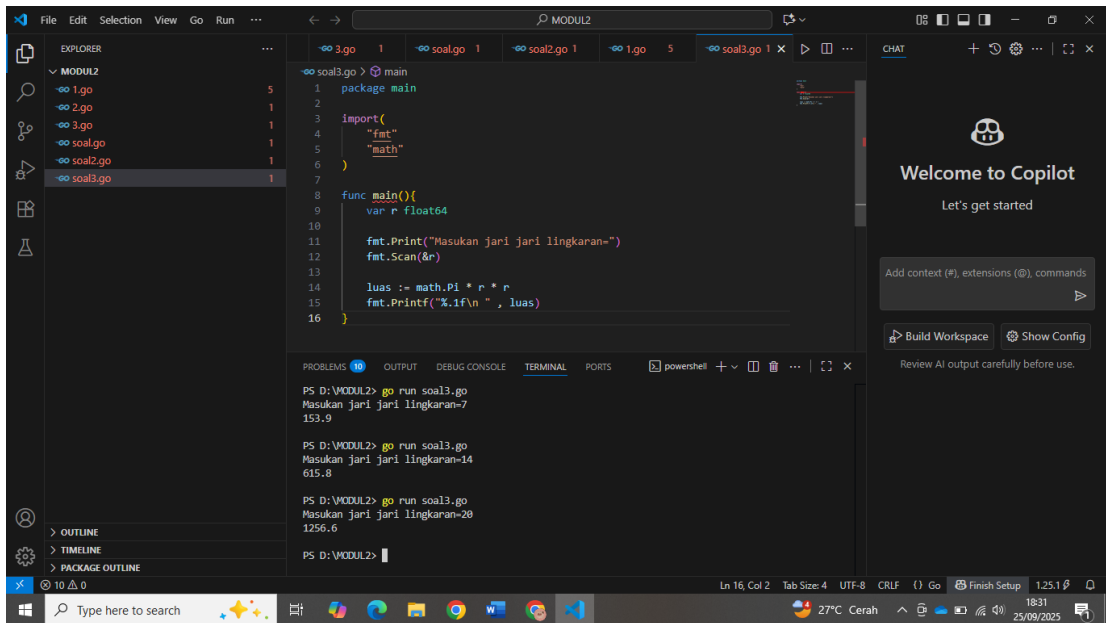 File Edit Selection View Go Run ···
MODUL2
EXPLORER ···
MODUL2
1.go 5
2.go 1
3.go 1
soal.go 1
soal2.go 1
soal3.go 1
OUTLINE
TIMELINE
PACKAGE OUTLINE
3.go 1 soal.go 1 soal2.go 1 1.go 5 soal3.go 1
soal3.go > main
1 package main
2
3 import(
4 "fmt"
5 "math"
6 )
7
8 func main(){
9 var r float64
10
11 fmt.Print("Masukan jari jari lingkaran=")
12 fmt.Scan(&r)
13
14 luas := math.Pi * r * r
15 fmt.Printf("%.1f\n " , luas)
16 }
PROBLEMS 10 OUTPUT DEBUG CONSOLE TERMINAL PORTS powershell
PS D:\MODUL2> go run soal3.go
Masukan jari jari lingkaran=7
153.9
PS D:\MODUL2> go run soal3.go
Masukan jari jari lingkaran=14
615.8
PS D:\MODUL2> go run soal3.go
Masukan jari jari lingkaran=20
1256.6
PS D:\MODUL2>
CHAT
Welcome to Copilot
Let's get started
Add context (#), extensions (@), commands
Build Workspace Show Config
Review AI output carefully before use.
10 0 Ln 16, Col 2 Tab Size: 4 UTF-8 CRLF {} Go Finish Setup 1.25.1
Type here to search 27°C Cerah 18:31
25/09/2025 1